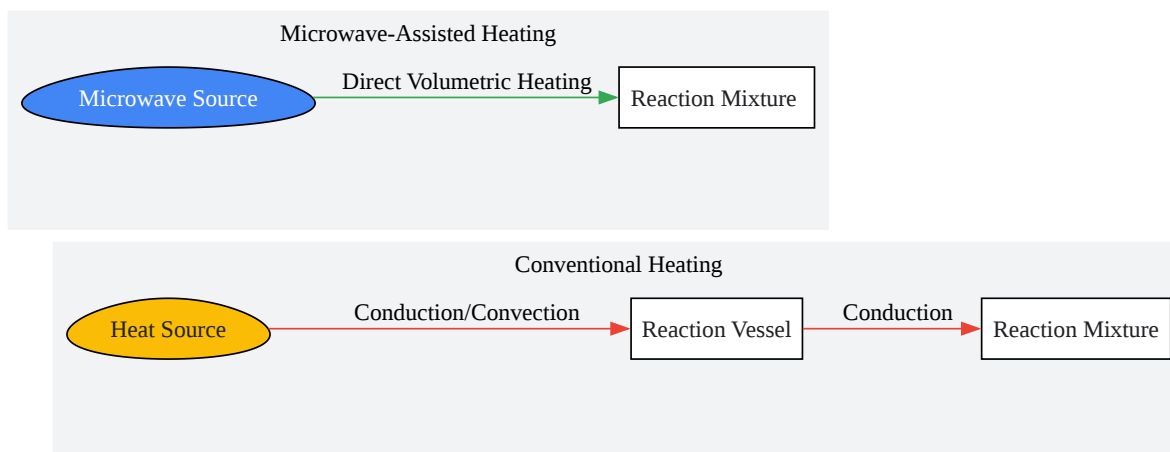 Microwave-Assisted Heating
Microwave Source
Direct Volumetric Heating
Reaction Mixture
Conventional Heating
Heat Source
Conduction/Convection
Reaction Vessel
Conduction
Reaction Mixture